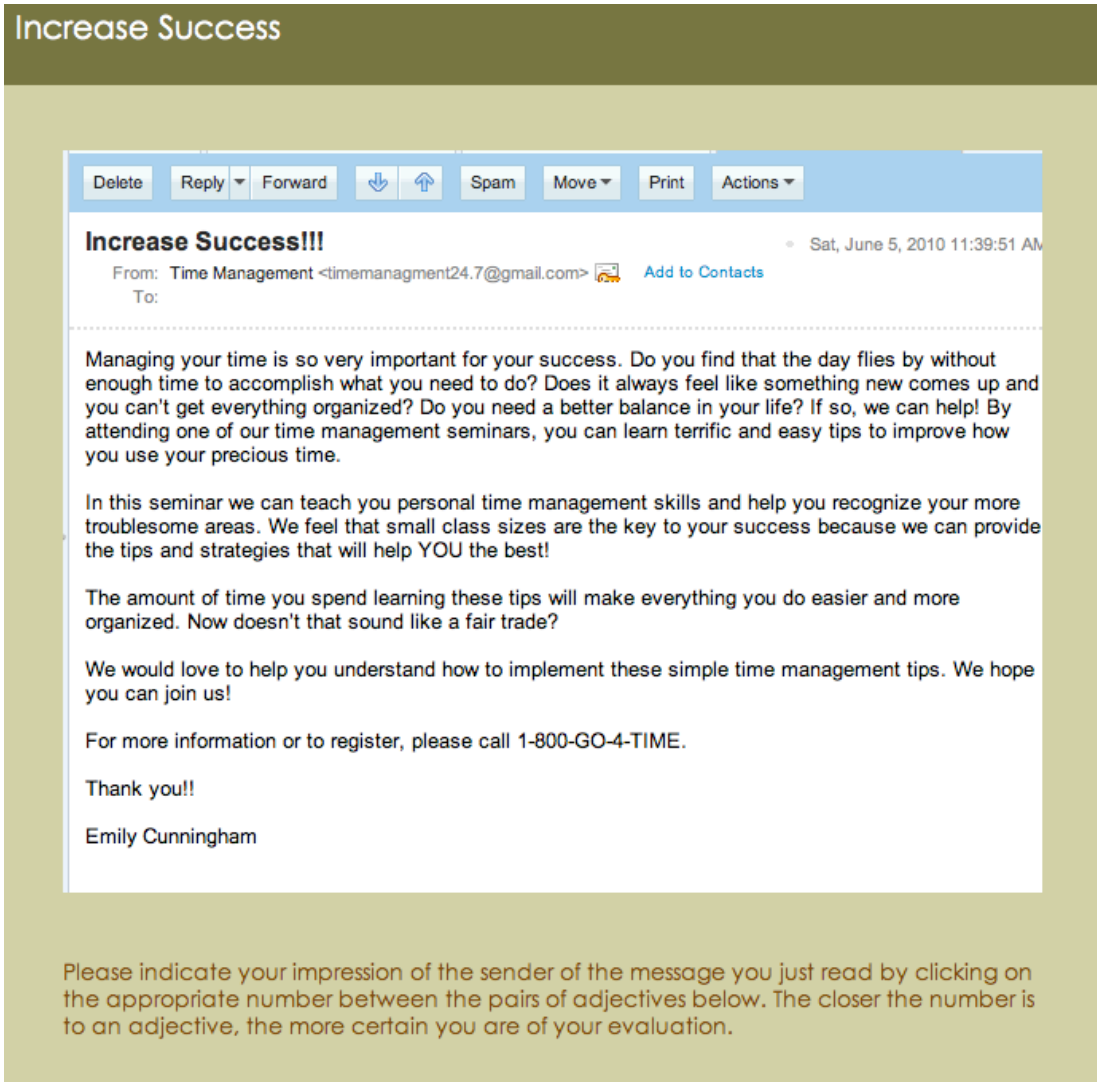 Increase Success
Delete Reply Forward Spam Move Print Actions
Increase Success!!!
Sat, June 5, 2010 11:39:51 AM
From: Time Management <timemanagment24.7@gmail.com> Add to Contacts
To:
Managing your time is so very important for your success. Do you find that the day flies by without
enough time to accomplish what you need to do? Does it always feel like something new comes up and
you can't get everything organized? Do you need a better balance in your life? If so, we can help! By
attending one of our time management seminars, you can learn terrific and easy tips to improve how
you use your precious time.
In this seminar we can teach you personal time management skills and help you recognize your more
troublesome areas. We feel that small class sizes are the key to your success because we can provide
the tips and strategies that will help YOU the best!
The amount of time you spend learning these tips will make everything you do easier and more
organized. Now doesn't that sound like a fair trade?
We would love to help you understand how to implement these simple time management tips. We hope
you can join us!
For more information or to register, please call 1-800-GO-4-TIME.
Thank you!!
Emily Cunningham
Please indicate your impression of the sender of the message you just read by clicking on
the appropriate number between the pairs of adjectives below. The closer the number is
to an adjective, the more certain you are of your evaluation.